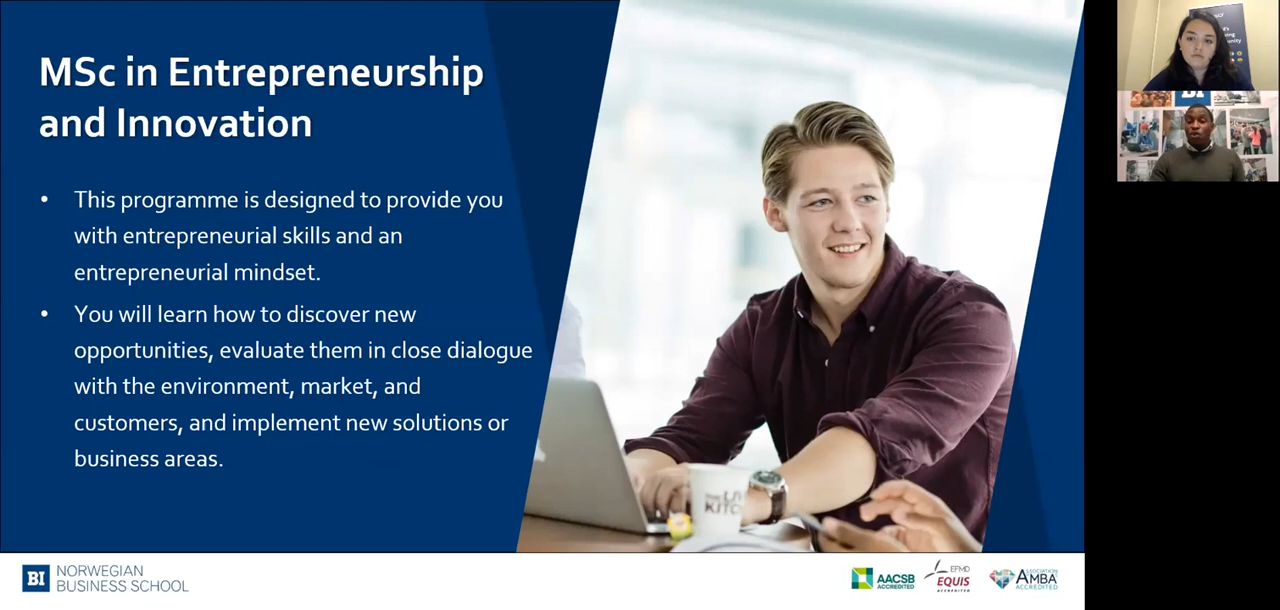 MSc in Entrepreneurship
and Innovation
• This programme is designed to provide you
with entrepreneurial skills and an
entrepreneurial mindset.
• You will learn how to discover new
opportunities, evaluate them in close dialogue
with the environment, market, and
customers, and implement new solutions or
business areas.
KITC
BI NORWEGIAN
BUSINESS SCHOOL
AACSB
ACCREDITED
EFMD
EQUIS
ACCREDITED
ASSOCIATION
AMBA
ACCREDITED
BI